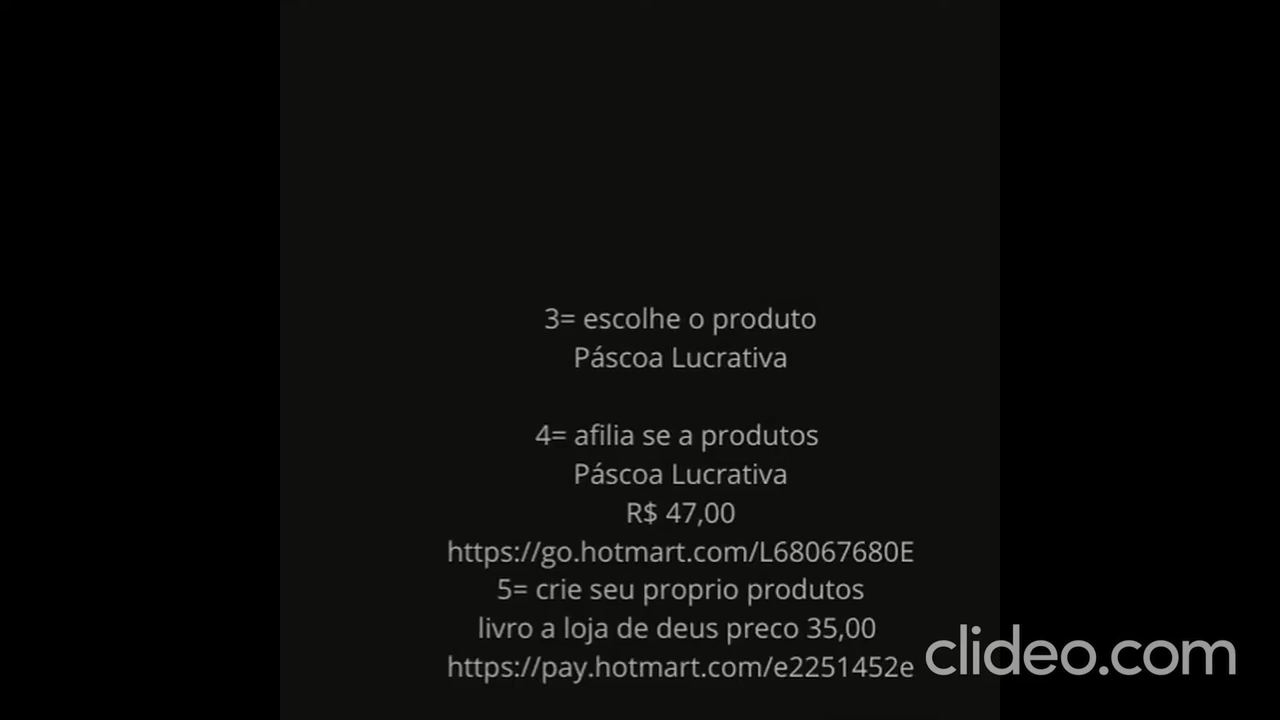 3= escolhe o produto
Páscoa Lucrativa
4= afilia se a produtos
Páscoa Lucrativa
R$ 47,00
https://go.hotmart.com/L68067680E
5= crie seu proprio produtos
livro a loja de deus preco 35,00
https://pay.hotmart.com/e2251452e
clideo.com